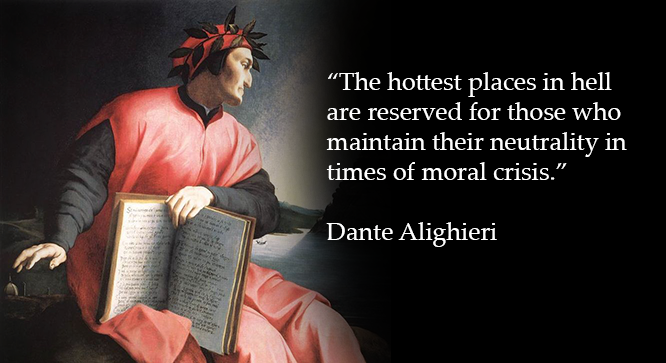 “The hottest places in hell
are reserved for those who
maintain their neutrality in
times of moral crisis.”
Dante Alighieri